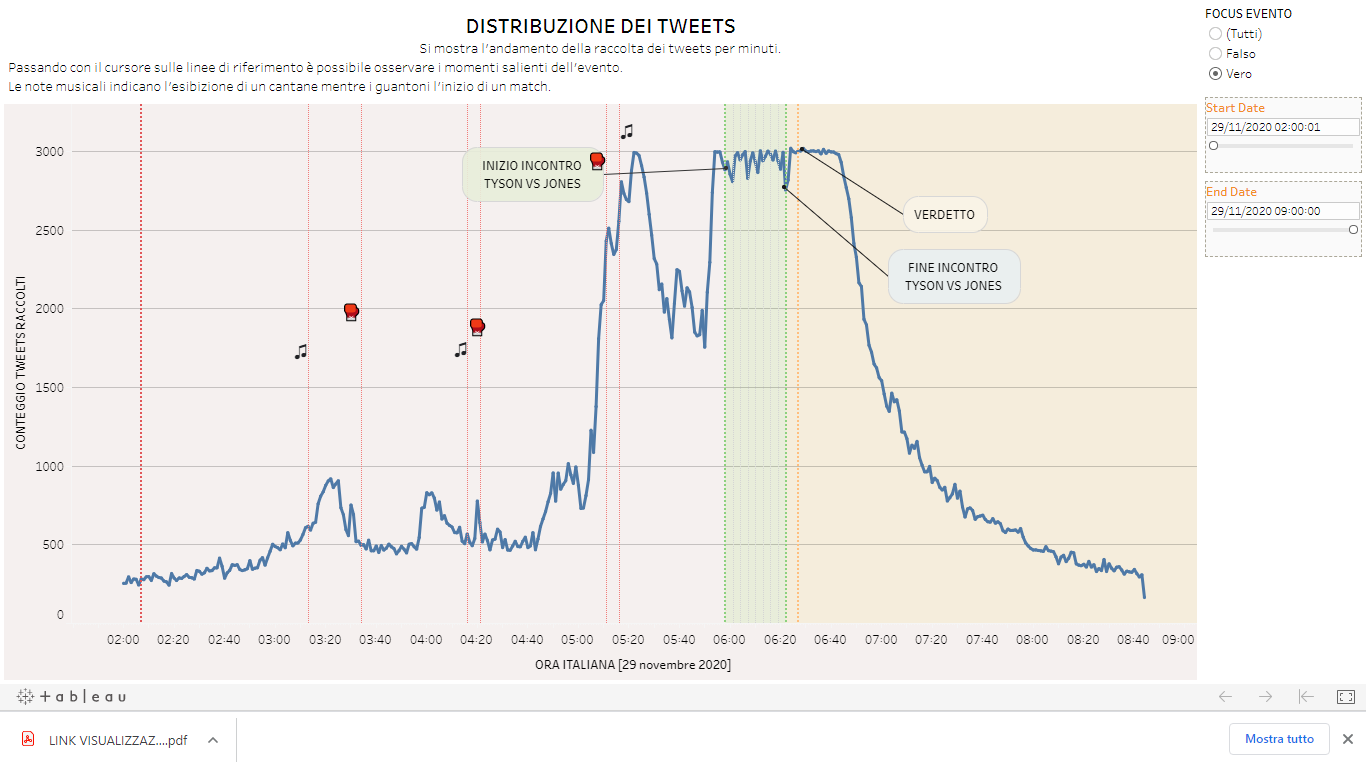 DISTRIBUZIONE DEI TWEETS
Si mostra l'andamento della raccolta dei tweets per minuti.
Passando con il cursore sulle linee di riferimento è possibile osservare i momenti salienti dell'evento.
Le note musicali indicano l'esibizione di un cantane mentre i guantoni l'inizio di un match.
FOCUS EVENTO
(Tutti)
Falso
Vero
Start Date
29/11/2020 02:00:01
End Date
29/11/2020 09:00:00
CONTEGGIO TWEETS RACCOLTI
3000
2500
2000
1500
1000
500
0
INIZIO INCONTRO
TYSON VS JONES
VERDETTO
FINE INCONTRO
TYSON VS JONES
02:00 02:20 02:40 03:00 03:20 03:40 04:00 04:20 04:40 05:00 05:20 05:40 06:00 06:20 06:40 07:00 07:20 07:40 08:00 08:20 08:40 09:00
ORA ITALIANA [29 novembre 2020]
+ableau
LINK VISUALIZZAZ....pdf
Mostra tutto